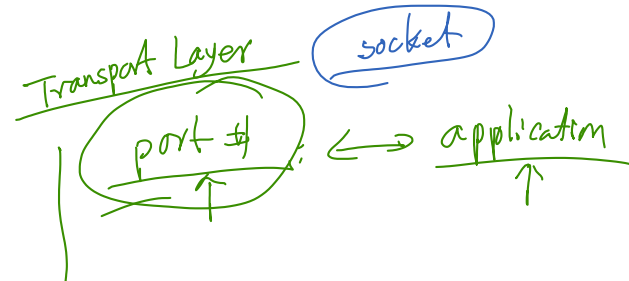 Transport Layer socket
port # : ↔ application